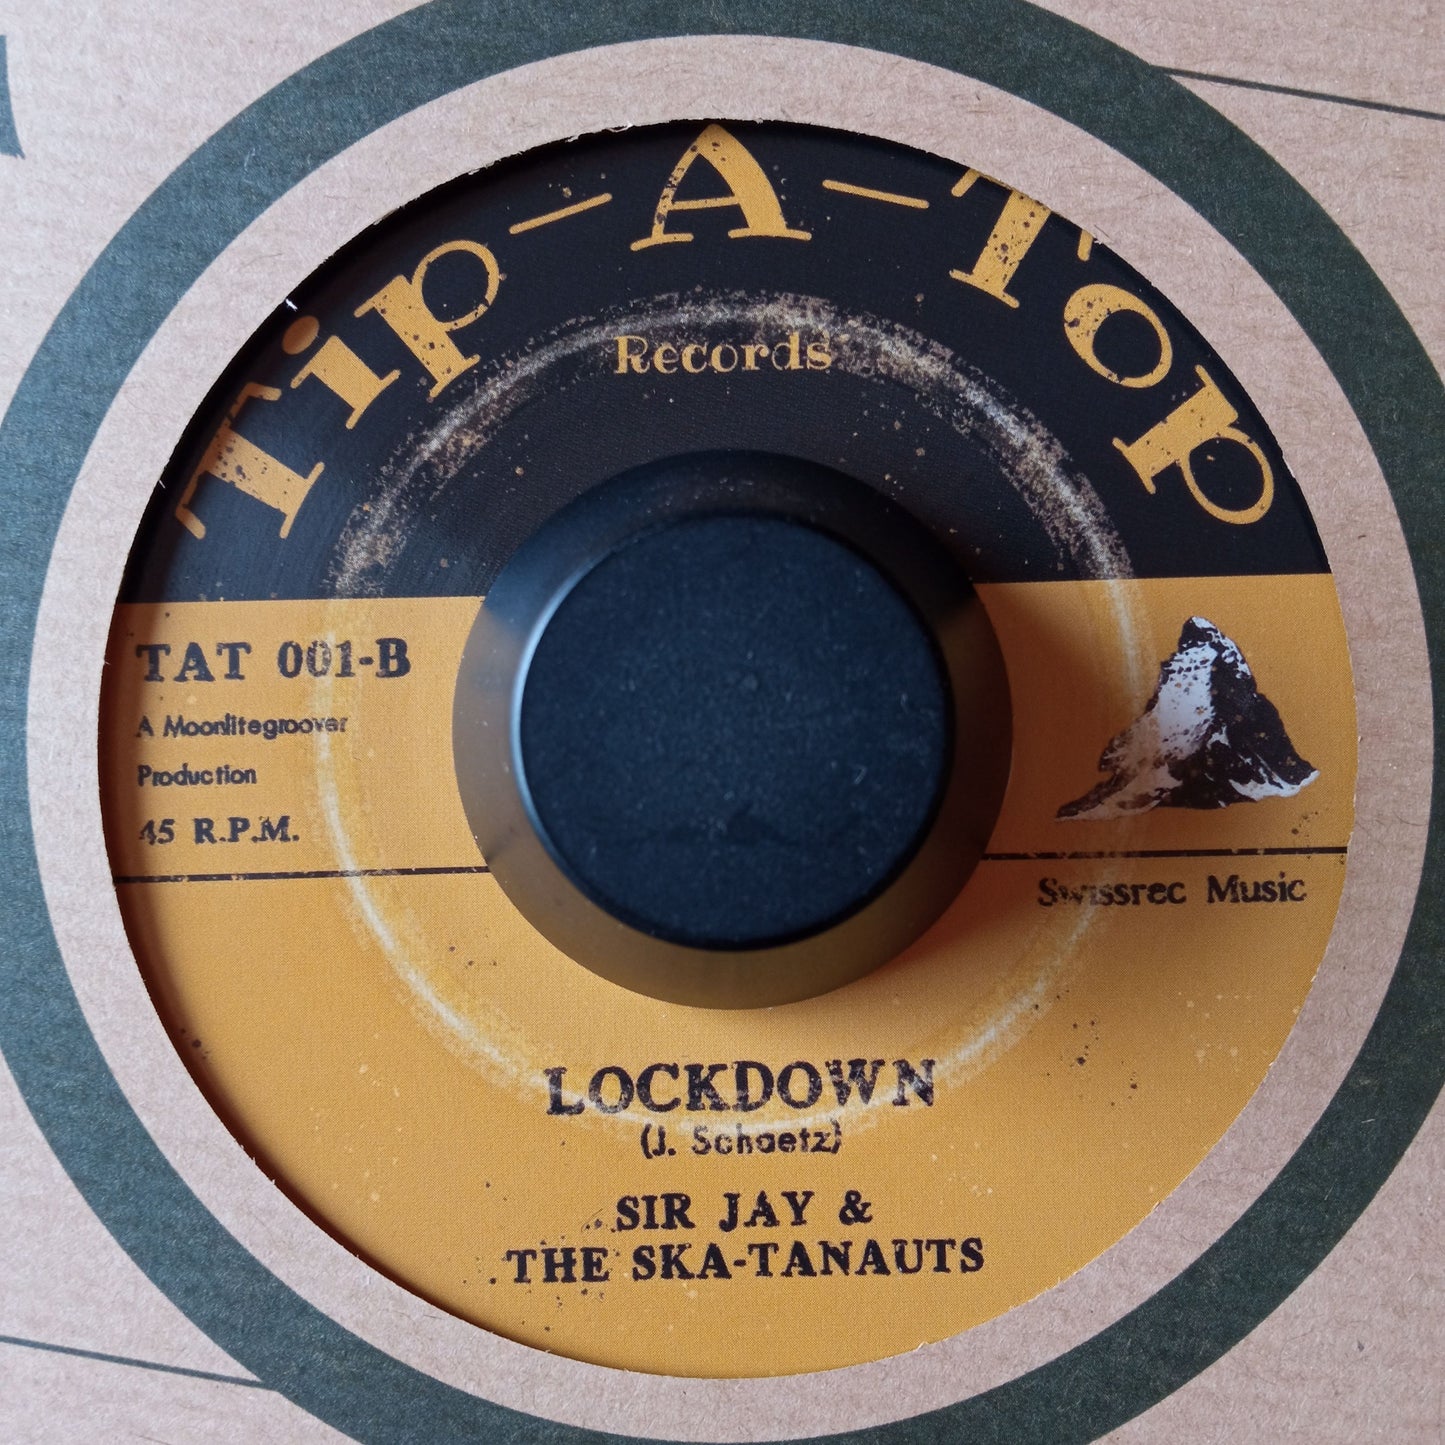 Tip-A-Top
Records
TAT 001-B
A Moonlitegroover
Production
45 R.P.M.
Swissrec Music
LOCKDOWN
(J. Schaetz)
SIR JAY &
THE SKA-TANAUTS